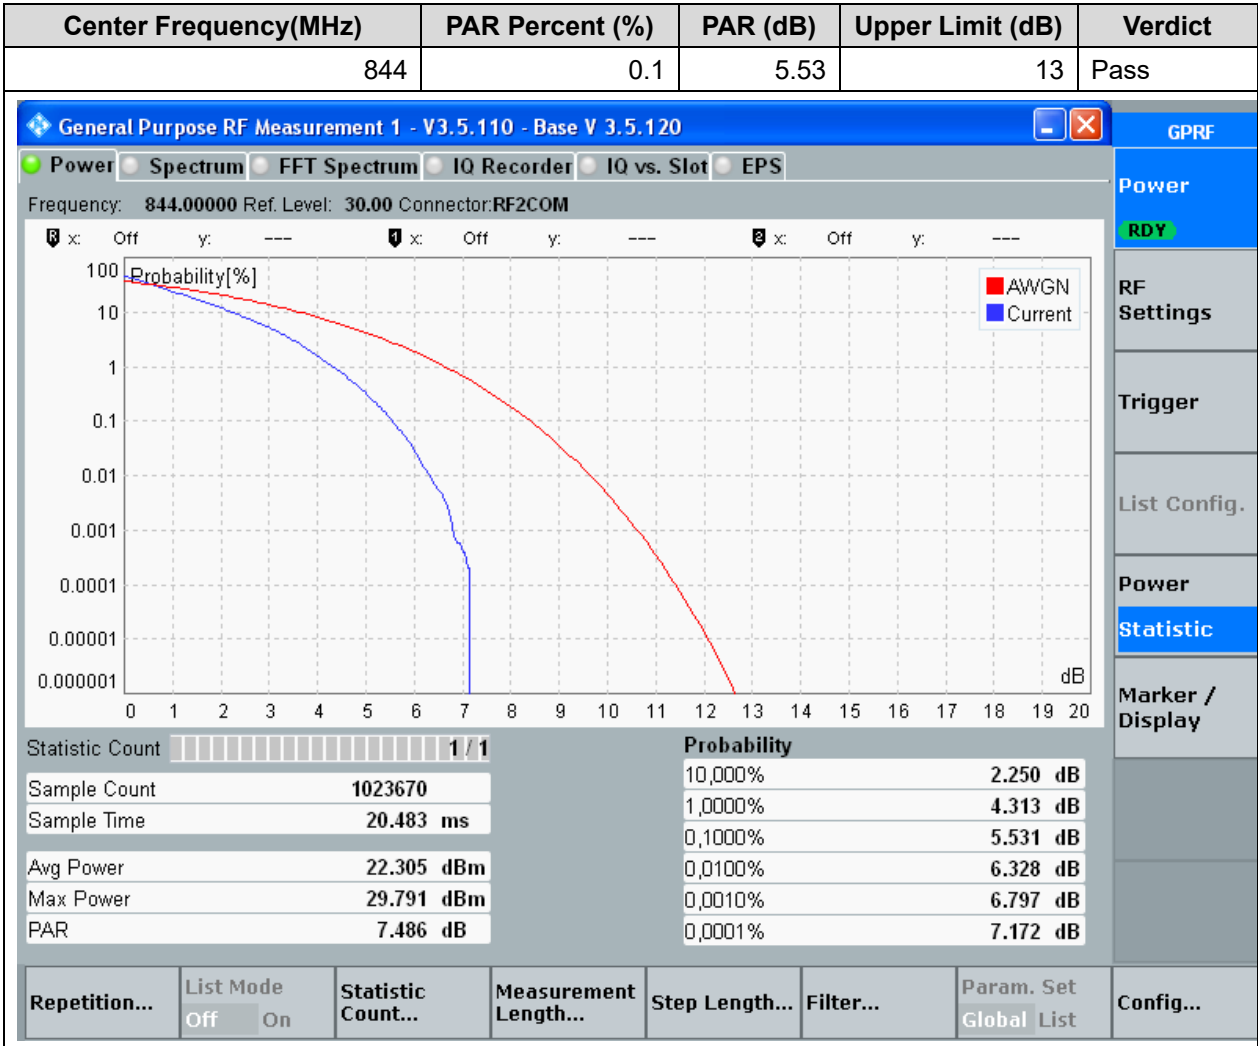 Center Frequency(MHz) PAR Percent (%) PAR (dB) Upper Limit (dB) Verdict
844 0.1 5.53 13 Pass
General Purpose RF Measurement 1 - V3.5.110 - Base V 3.5.120
GPRF
Power Spectrum FFT Spectrum IQ Recorder IQ vs. Slot EPS
Frequency: 844.00000 Ref. Level: 30.00 Connector:RF2COM
Power
RDY
R x: Off y: --- 1 x: Off y: --- 2 x: Off y: ---
100 Probability[%]
AWGN
Current
10
1
0.1
0.01
0.001
0.0001
0.00001
0.000001
dB
0 1 2 3 4 5 6 7 8 9 10 11 12 13 14 15 16 17 18 19 20
RF
Settings
Trigger
List Config.
Power
Statistic
Marker /
Display
Statistic Count 1 / 1
Sample Count 1023670
Sample Time 20.483 ms
Avg Power 22.305 dBm
Max Power 29.791 dBm
PAR 7.486 dB
Probability
10,000% 2.250 dB
1,0000% 4.313 dB
0,1000% 5.531 dB
0,0100% 6.328 dB
0,0010% 6.797 dB
0,0001% 7.172 dB
Repetition...
List Mode
Off On
Statistic
Count...
Measurement
Length...
Step Length...
Filter...
Param. Set
Global List
Config...